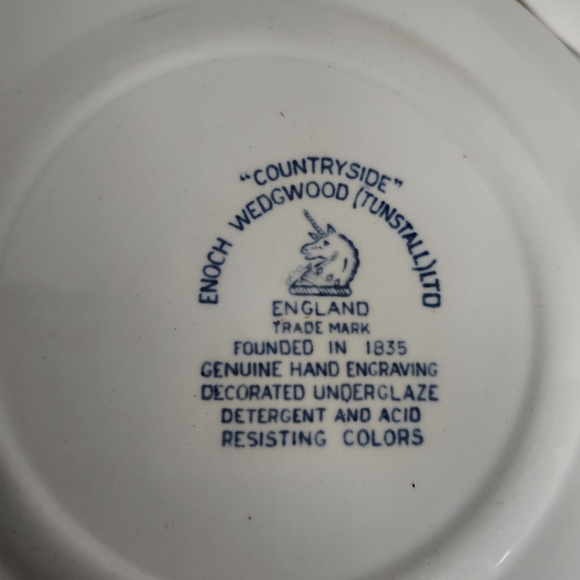 "COUNTRYSIDE"
ENOCH WEDGWOOD (TUNSTALL) LTD
ENGLAND
TRADE MARK
FOUNDED IN 1835
GENUINE HAND ENGRAVING
DECORATED UNDERGLAZE
DETERGENT AND ACID
RESISTING COLORS